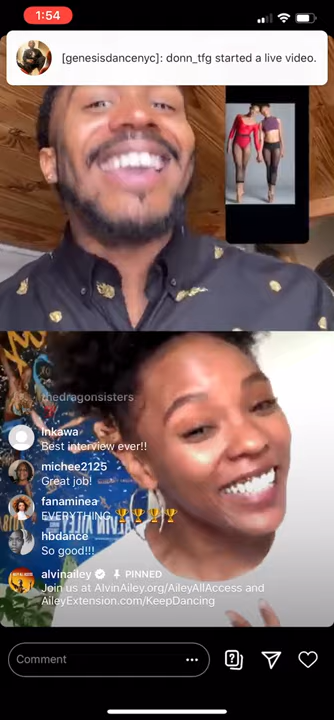 1:54
[genesisdancenyc]: donn_tfg started a live video.
thedragonsisters
Inkawa
Best interview ever!!
michee2125
Great job!
fanaminea
EVERYTHING 🏆🏆🏆🏆
hbdance
So good!!!
alvinailey PINNED
Join us at AlvinAiley.org/AileyAllAccess and
AileyExtension.com/KeepDancing
Comment